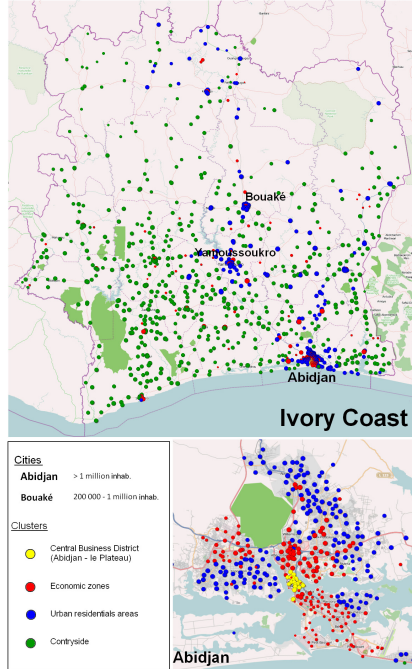 Bouaké
Yamoussoukro
Abidjan
Ivory Coast
Cities
Abidjan > 1 million inhab.
Bouaké 200 000 - 1 million inhab.
Clusters
Central Business District
(Abidjan - le Plateau)
Economic zones
Urban residentials areas
Contryside
Abidjan